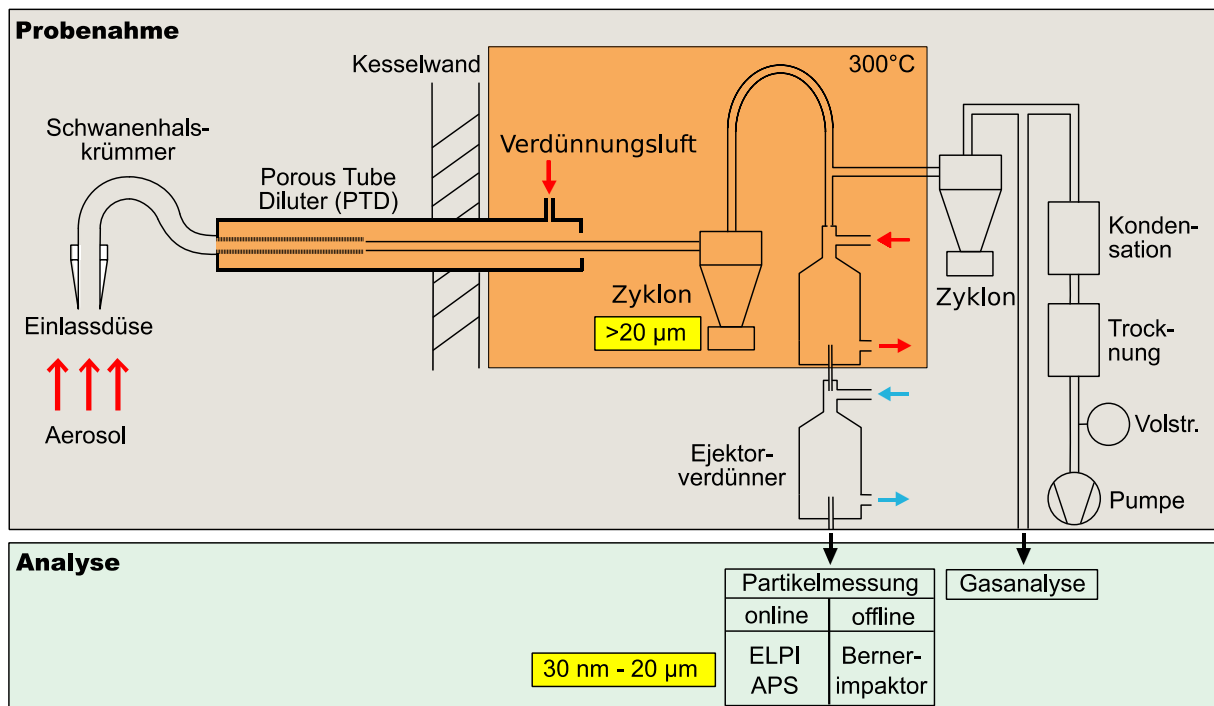 Probenahme
Kesselwand
300°C
Schwanenhals-
krümmer
Verdünnungsluft
Porous Tube
Diluter (PTD)
Konden-
sation
Zyklon
Zyklon
>20 µm
Einlassdüse
Trock-
nung
Aerosol
Volstr.
Ejektor-
verdünner
Pumpe
Analyse
Partikelmessung
Gasanalyse
online
offline
30 nm - 20 µm
ELPI
APS
Berner-
impaktor